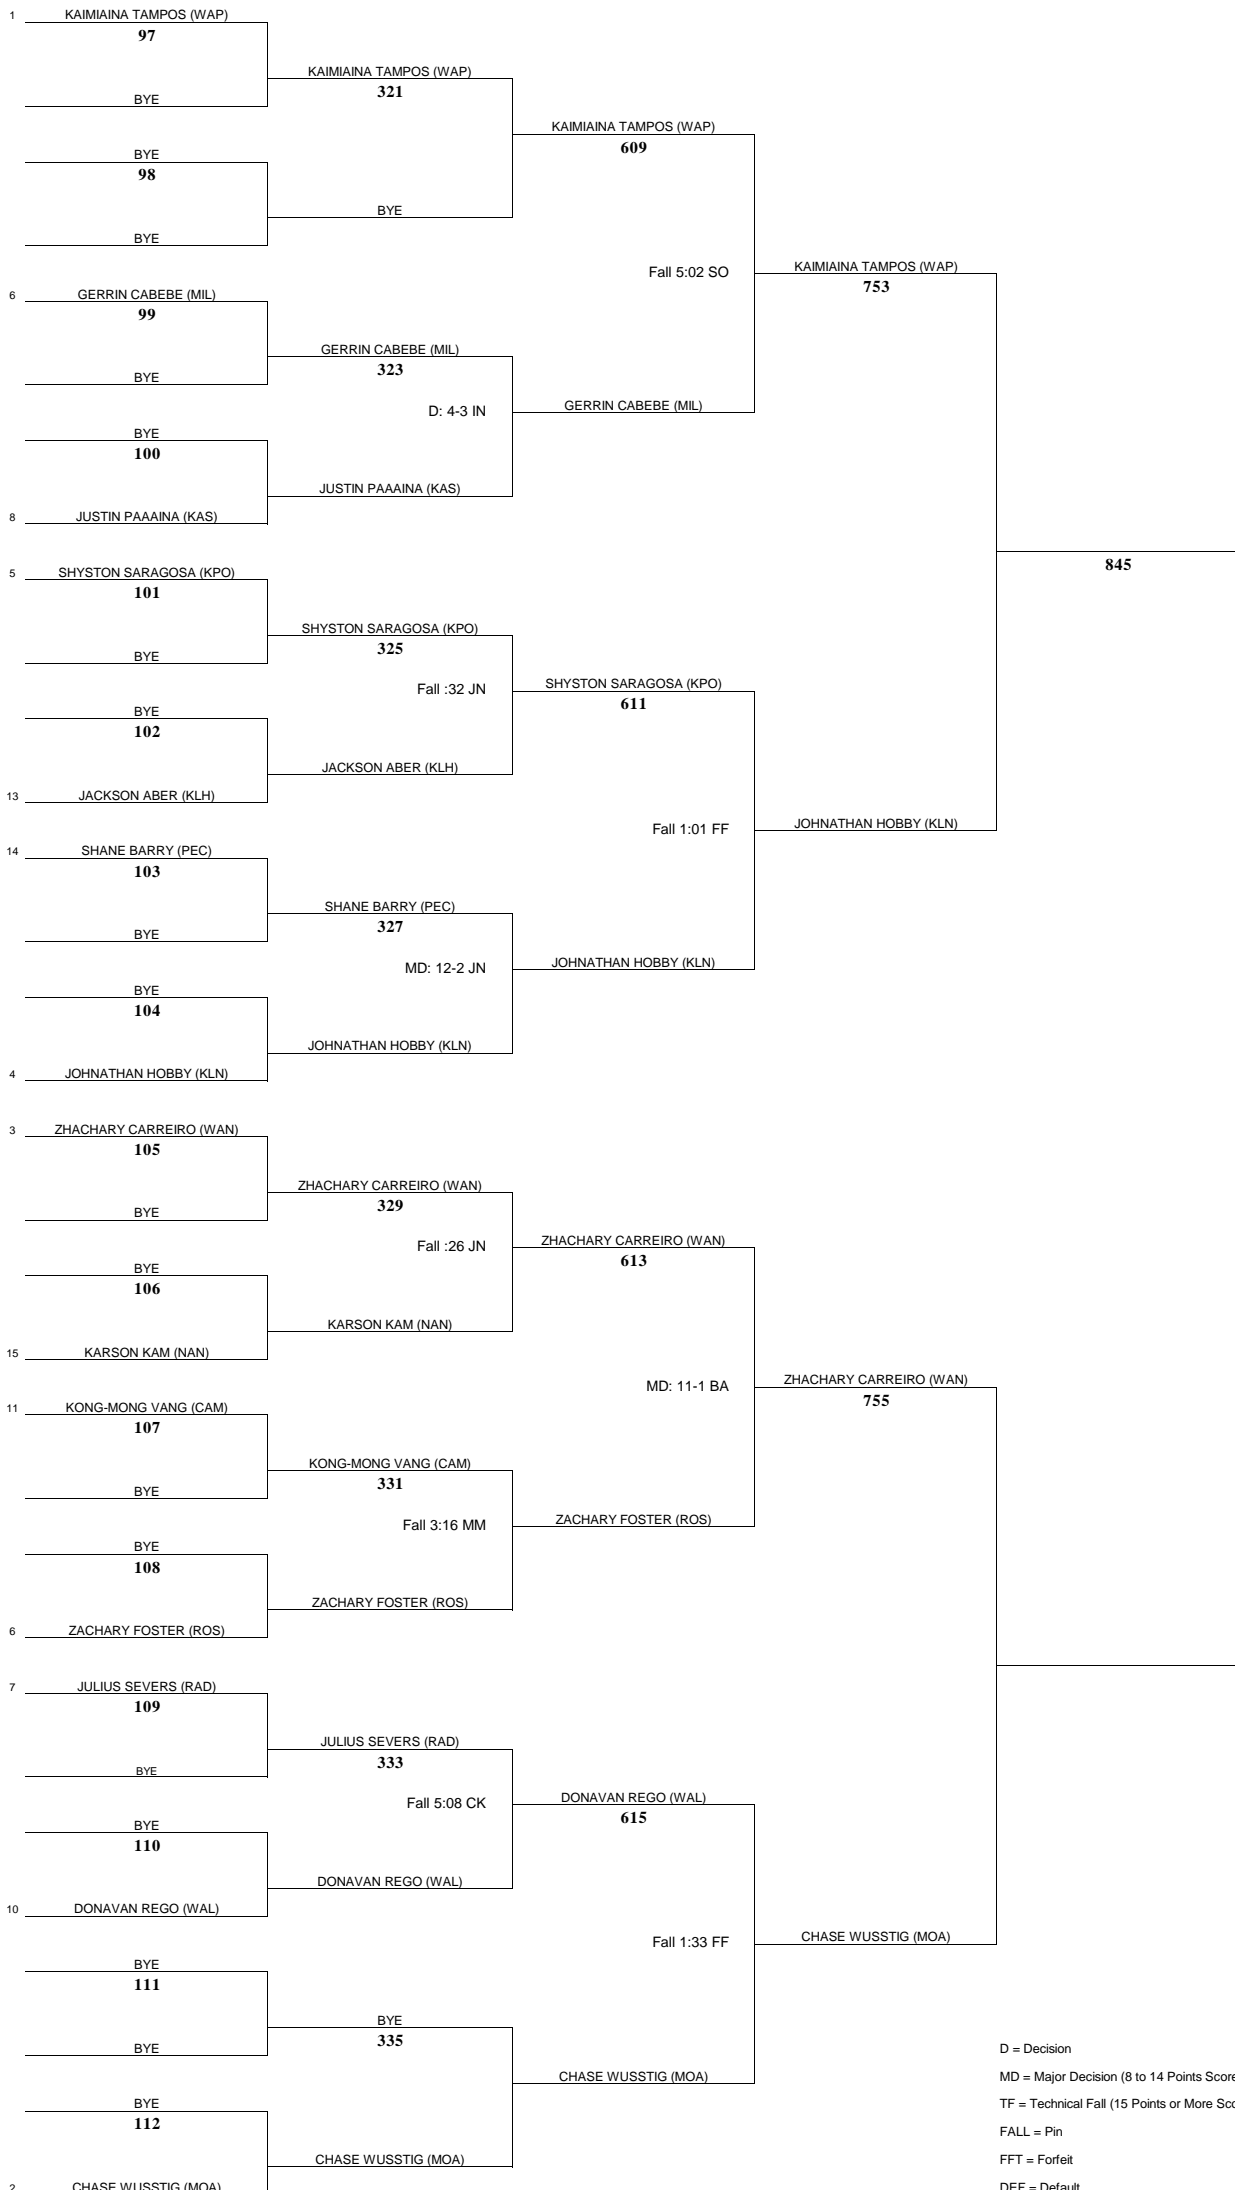 1 KAIMIAINA TAMPOS (WAP)
97
KAIMIAINA TAMPOS (WAP)
321
BYE
KAIMIAINA TAMPOS (WAP)
609
BYE
98
BYE
BYE
Fall 5:02 SO
KAIMIAINA TAMPOS (WAP)
753
6 GERRIN CABEBE (MIL)
99
GERRIN CABEBE (MIL)
323
BYE
D: 4-3 IN
GERRIN CABEBE (MIL)
BYE
100
JUSTIN PAAAINA (KAS)
8 JUSTIN PAAAINA (KAS)
845
5 SHYSTON SARAGOSA (KPO)
101
SHYSTON SARAGOSA (KPO)
325
BYE
Fall :32 JN
SHYSTON SARAGOSA (KPO)
611
BYE
102
JACKSON ABER (KLH)
13 JACKSON ABER (KLH)
Fall 1:01 FF
JOHNATHAN HOBBY (KLN)
14 SHANE BARRY (PEC)
103
SHANE BARRY (PEC)
327
BYE
MD: 12-2 JN
JOHNATHAN HOBBY (KLN)
BYE
104
JOHNATHAN HOBBY (KLN)
4 JOHNATHAN HOBBY (KLN)
3 ZHACHARY CARREIRO (WAN)
105
ZHACHARY CARREIRO (WAN)
329
BYE
Fall :26 JN
ZHACHARY CARREIRO (WAN)
613
BYE
106
KARSON KAM (NAN)
15 KARSON KAM (NAN)
MD: 11-1 BA
ZHACHARY CARREIRO (WAN)
755
11 KONG-MONG VANG (CAM)
107
KONG-MONG VANG (CAM)
331
BYE
Fall 3:16 MM
ZACHARY FOSTER (ROS)
BYE
108
ZACHARY FOSTER (ROS)
6 ZACHARY FOSTER (ROS)
7 JULIUS SEVERS (RAD)
109
JULIUS SEVERS (RAD)
333
BYE
Fall 5:08 CK
DONAVAN REGO (WAL)
615
BYE
110
DONAVAN REGO (WAL)
10 DONAVAN REGO (WAL)
Fall 1:33 FF
CHASE WUSSTIG (MOA)
BYE
111
BYE
335
BYE
CHASE WUSSTIG (MOA)
BYE
112
CHASE WUSSTIG (MOA)
2 CHASE WUSSTIG (MOA)
D = Decision
MD = Major Decision (8 to 14 Points Score
TF = Technical Fall (15 Points or More Sco
FALL = Pin
FFT = Forfeit
DEF = Default